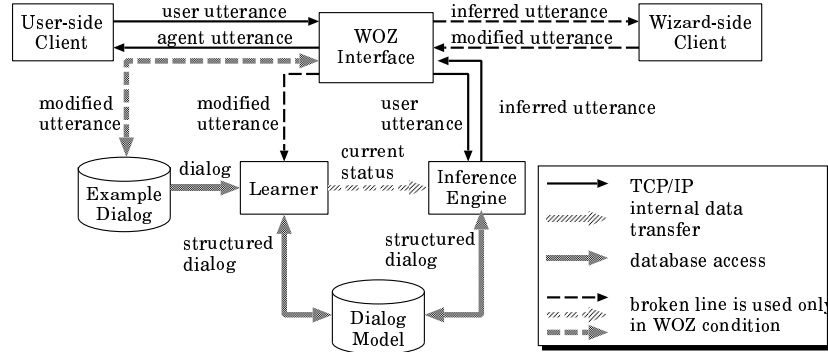 User-side
Client
user utterance
agent utterance
WOZ
Interface
inferred utterance
modified utterance
Wizard-side
Client
modified
utterance
modified
utterance
user
utterance
inferred utterance
Example
Dialog
dialog
Learner
current
status
Inference
Engine
structured
dialog
structured
dialog
Dialog
Model
TCP/IP
internal data
transfer
database access
broken line is used only
in WOZ condition